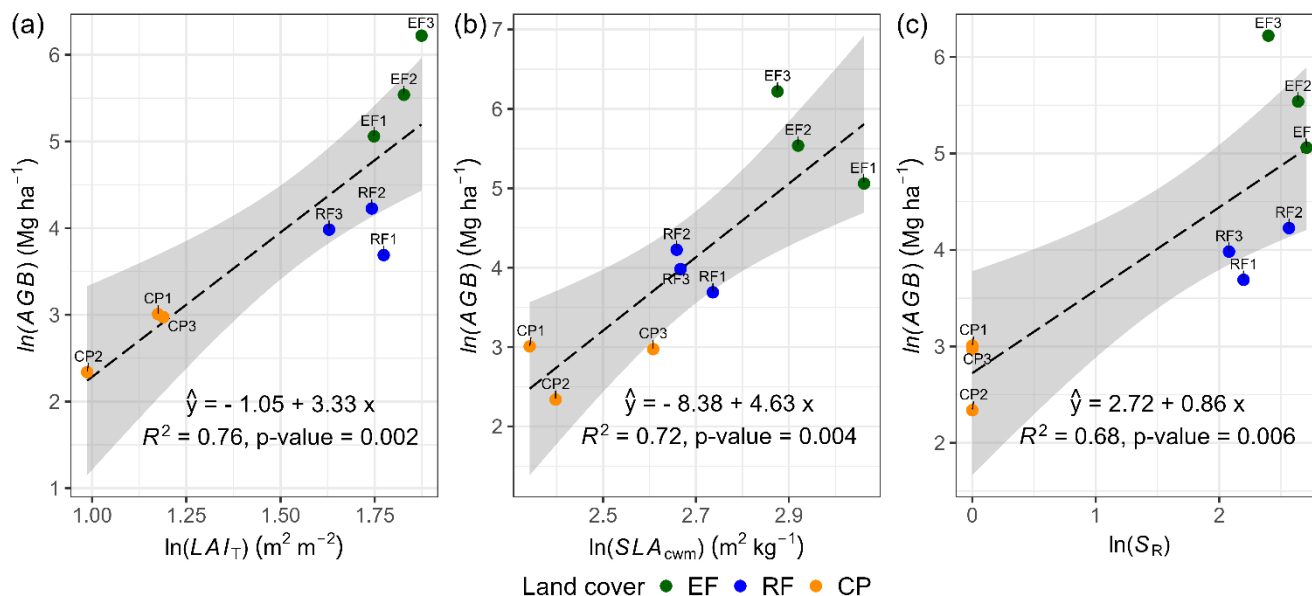 (a)
ln(AGB) (Mg ha⁻¹)
6
5
4
3
2
1
EF3
EF2
EF1
RF2
RF3
RF1
CP1
CP3
CP2
ŷ = - 1.05 + 3.33 x
R² = 0.76, p-value = 0.002
1.00 1.25 1.50 1.75
ln(LAI_T) (m² m⁻²)
(b)
ln(AGB) (Mg ha⁻¹)
7
6
5
4
3
2
EF3
EF2
EF1
RF2
RF3
RF1
CP1
CP3
CP2
ŷ = - 8.38 + 4.63 x
R² = 0.72, p-value = 0.004
2.5 2.7 2.9
ln(SLA_cwm) (m² kg⁻¹)
(c)
ln(AGB) (Mg ha⁻¹)
6
5
4
3
2
EF3
EF2
EF
RF2
RF3
RF1
CP1
CP3
CP2
ŷ = 2.72 + 0.86 x
R² = 0.68, p-value = 0.006
0 1 2
ln(S_R)
Land cover EF RF CP